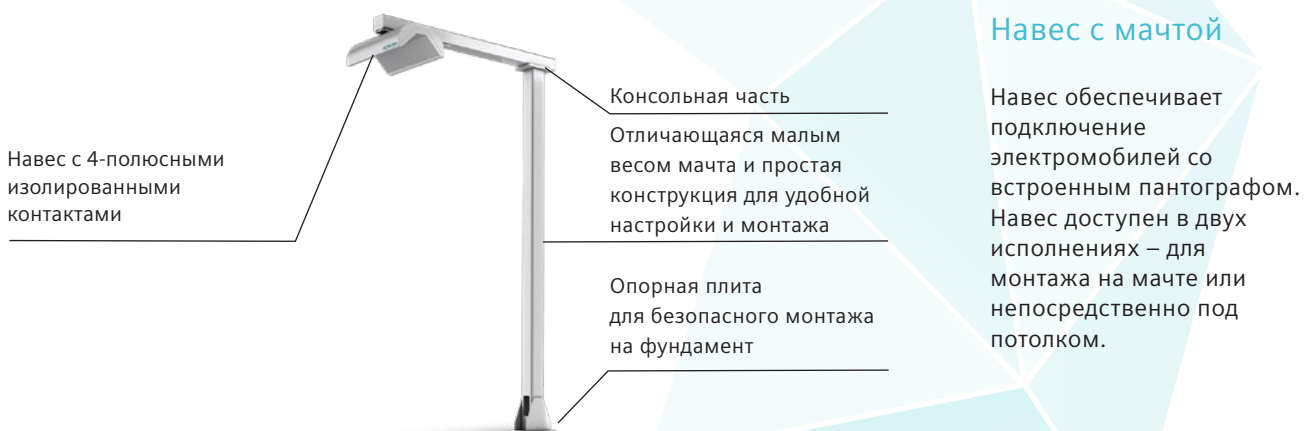 Навес с мачтой
Навес обеспечивает
подключение
электромобилей со
встроенным пантографом.
Навес доступен в двух
исполнениях – для
монтажа на мачте или
непосредственно под
потолком.
Навес с 4-полюсными
изолированными
контактами
Консольная часть
Отличающаяся малым
весом мачта и простая
конструкция для удобной
настройки и монтажа
Опорная плита
для безопасного монтажа
на фундамент